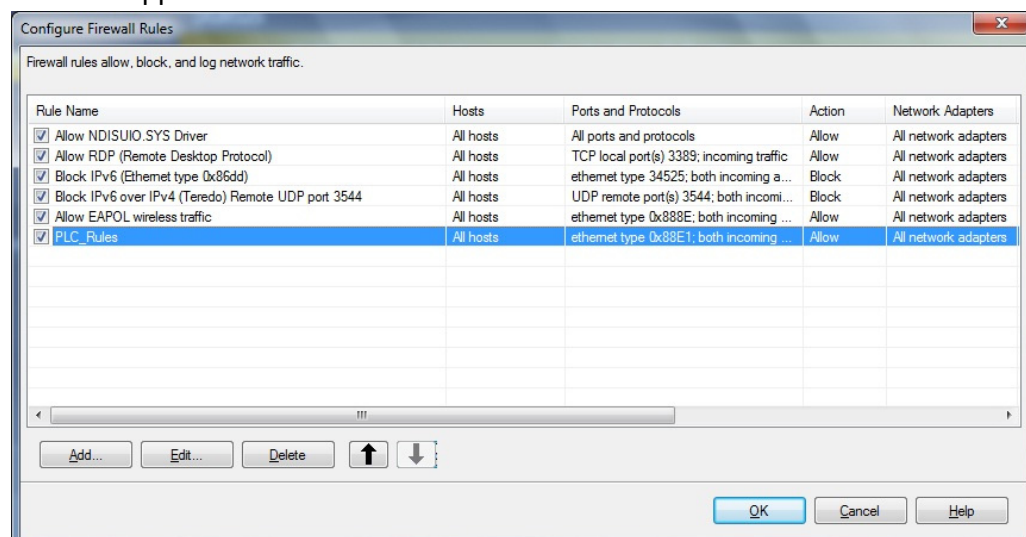 Configure Firewall Rules
X
Firewall rules allow, block, and log network traffic.
Rule Name Hosts Ports and Protocols Action Network Adapters
Allow NDISUIO.SYS Driver All hosts All ports and protocols Allow All network adapters
Allow RDP (Remote Desktop Protocol) All hosts TCP local port(s) 3389; incoming traffic Allow All network adapters
Block IPv6 (Ethernet type 0x86dd) All hosts ethernet type 34525; both incoming a... Block All network adapters
Block IPv6 over IPv4 (Teredo) Remote UDP port 3544 All hosts UDP remote port(s) 3544; both incomi... Block All network adapters
Allow EAPOL wireless traffic All hosts ethernet type 0x888E; both incoming ... Allow All network adapters
PLC_Rules All hosts ethernet type 0x88E1; both incoming ... Allow All network adapters
Add... Edit... Delete
OK Cancel Help